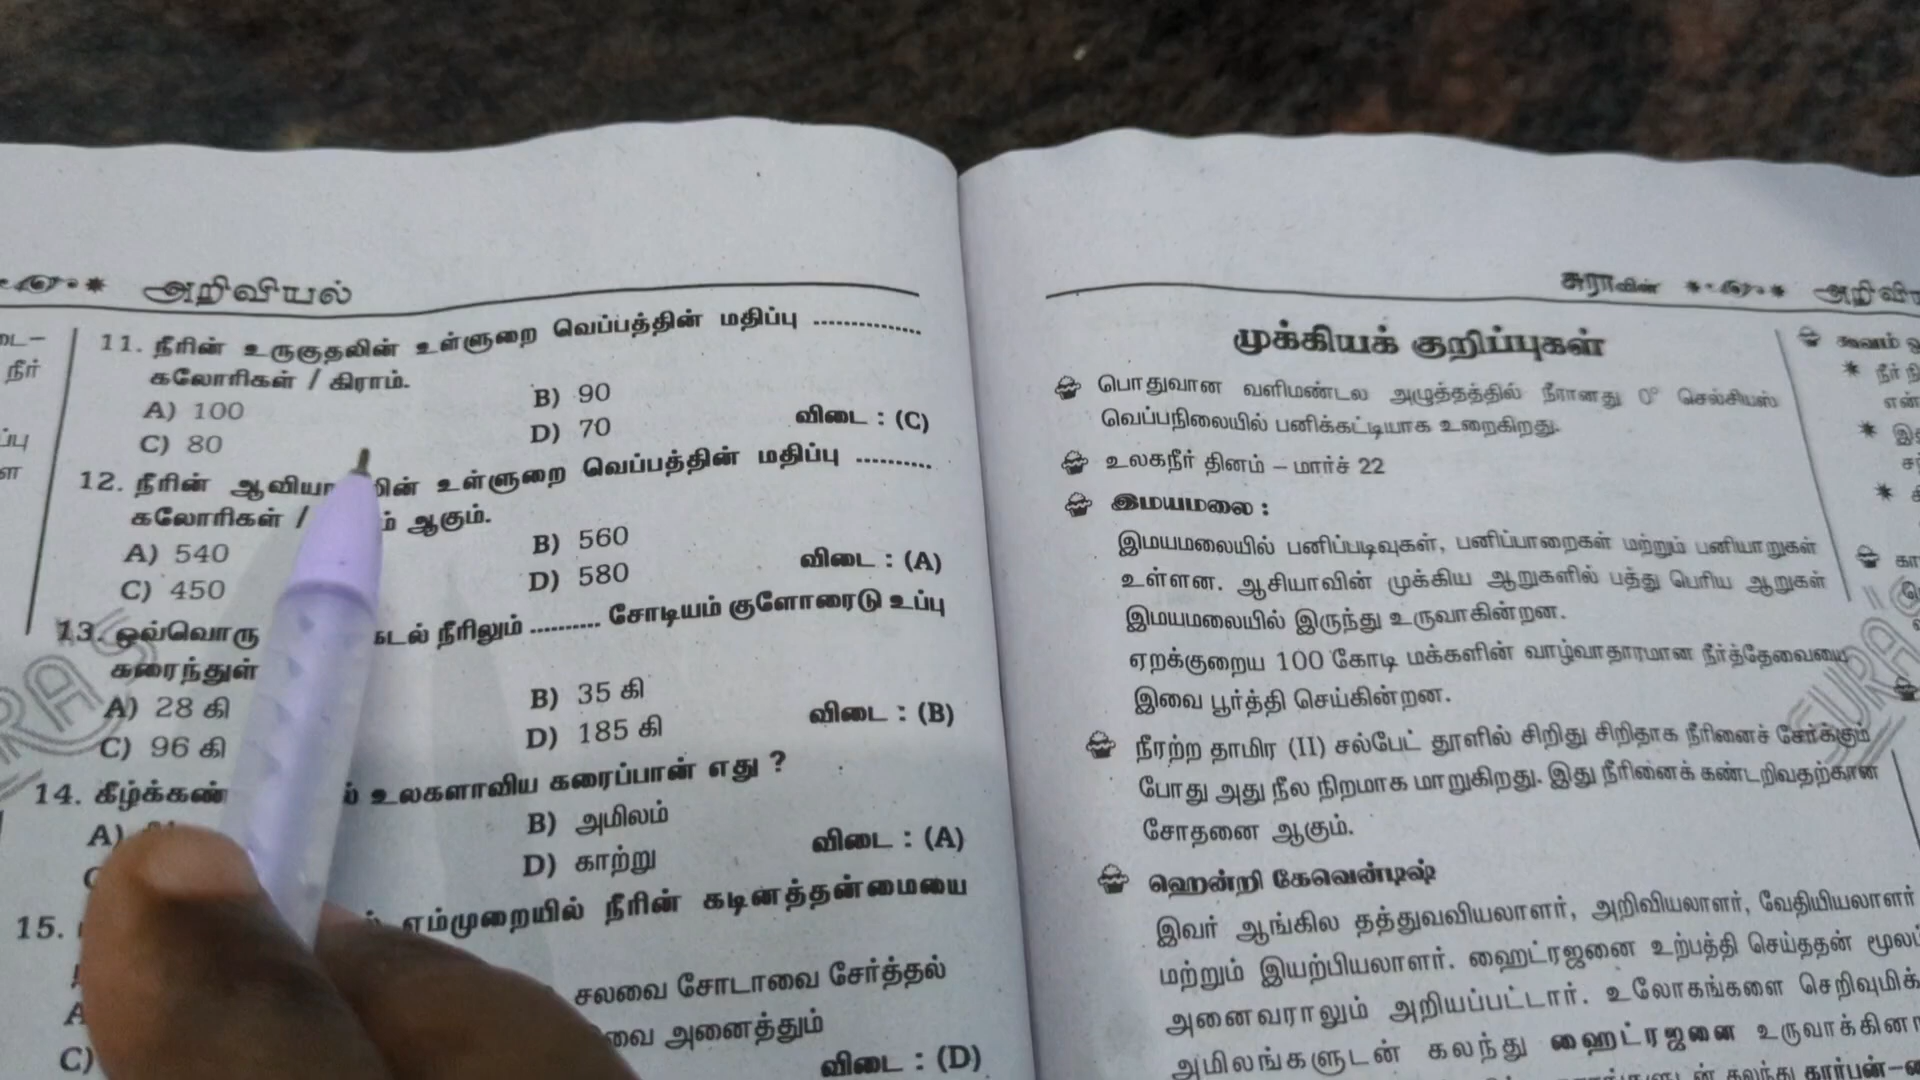 அறிவியல்
டை–
நீர்
ப்பு
11. நீரின் உருகுதலின் உள்ளுறை வெப்பத்தின் மதிப்பு ..............
கலோரிகள் / கிராம்.
A) 100 B) 90
C) 80 D) 70 விடை : (C)
12. நீரின் உள்ளுறை வெப்பத்தின் மதிப்பு ..........
கலோரிகள் / ஆகும்.
A) 540 B) 560
C) 450 D) 580 விடை : (A)
13. ஒவ்வொரு கடல் நீரிலும் .......... சோடியம் குளோரைடு உப்பு
கரைந்துள்
A) 28 கி B) 35 கி
C) 96 கி D) 185 கி விடை : (B)
14. கீழ்க்கண் உலகளாவிய கரைப்பான் எது ?
A) B) அமிலம்
D) காற்று விடை : (A)
15. எம்முறையில் நீரின் கடினத்தன்மையை
A சலவை சோடாவை சேர்த்தல்
C) அனைத்தும்
விடை : (D)
சுராவின்
முக்கியக் குறிப்புகள்
பொதுவான வளிமண்டல அழுத்தத்தில் நீரானது 0° செல்சியஸ்
வெப்பநிலையில் பனிக்கட்டியாக உறைகிறது.
உலகநீர் தினம் – மார்ச் 22
இமயமலை :
இமயமலையில் பனிப்படிவுகள், பனிப்பாறைகள் மற்றும் பனியாறுகள்
உள்ளன. ஆசியாவின் முக்கிய ஆறுகளில் பத்து பெரிய ஆறுகள்
இமயமலையில் இருந்து உருவாகின்றன.
ஏறக்குறைய 100 கோடி மக்களின் வாழ்வாதாரமான நீர்த்தேவையை
இவை பூர்த்தி செய்கின்றன.
நீரற்ற தாமிர (II) சல்பேட் தூளில் சிறிது சிறிதாக நீரினைச் சேர்க்கும்
போது அது நீல நிறமாக மாறுகிறது. இது நீரினைக் கண்டறிவதற்கான
சோதனை ஆகும்.
ஹென்றி கேவென்டிஷ்
இவர் ஆங்கில தத்துவவியலாளர், அறிவியலாளர், வேதியியலாளர்
மற்றும் இயற்பியலாளர். ஹைட்ரஜனை உற்பத்தி செய்ததன்
அனைவராலும் அறியப்பட்டார். உலோகங்களை
அமிலங்களுடன் கலந்து ஹைட்ரஜனை
கலந்து கார்பன்–
கூவம்
நீர்